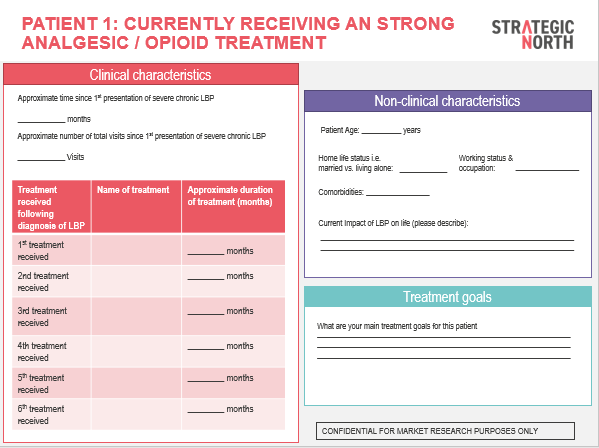 PATIENT 1: CURRENTLY RECEIVING AN STRONG
ANALGESIC / OPIOID TREATMENT
STRATEGIC
NORTH
Clinical characteristics
Approximate time since 1st presentation of severe chronic LBP
__________ months
Approximate number of total visits since 1st presentation of severe chronic LBP
__________ Visits
Treatment
received
following
diagnosis of LBP
Name of treatment
Approximate duration
of treatment (months)
1st treatment
received
________ months
2nd treatment
received
________ months
3rd treatment
received
________ months
4th treatment
received
________ months
5th treatment
received
________ months
6th treatment
received
________ months
Non-clinical characteristics
Patient Age: ________ years
Home life status i.e.
married vs. living alone: __________
Working status &
occupation: ______________
Comorbidities: ______________
Current Impact of LBP on life (please describe):
Treatment goals
What are your main treatment goals for this patient
CONFIDENTIAL FOR MARKET RESEARCH PURPOSES ONLY